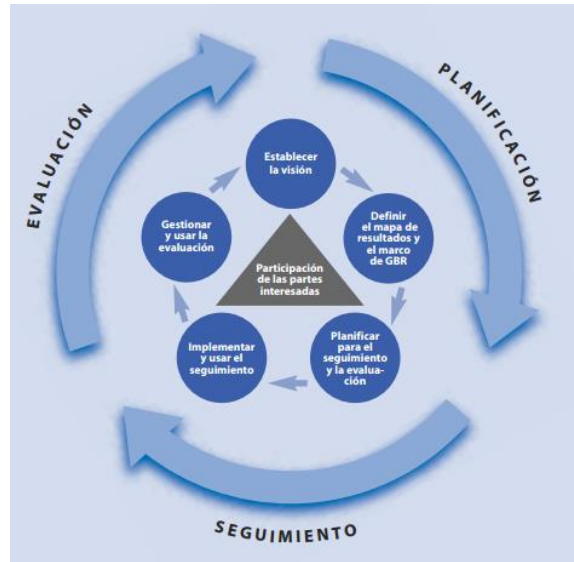 EVALUACIÓN
PLANIFICACIÓN
Establecer
la visión
Definir
el mapa de
resultados y
el marco
de GBR
Planificar
para el
seguimiento
y la evalua-
ción
Implementar
y usar el
seguimiento
Gestionar
y usar la
evaluación
Participación
de las partes
interesadas
SEGUIMIENTO